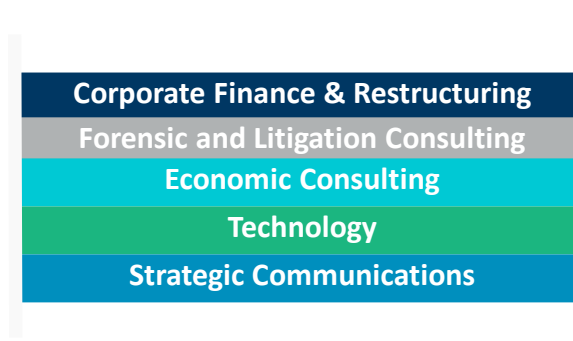 Corporate Finance & Restructuring
Forensic and Litigation Consulting
Economic Consulting
Technology
Strategic Communications